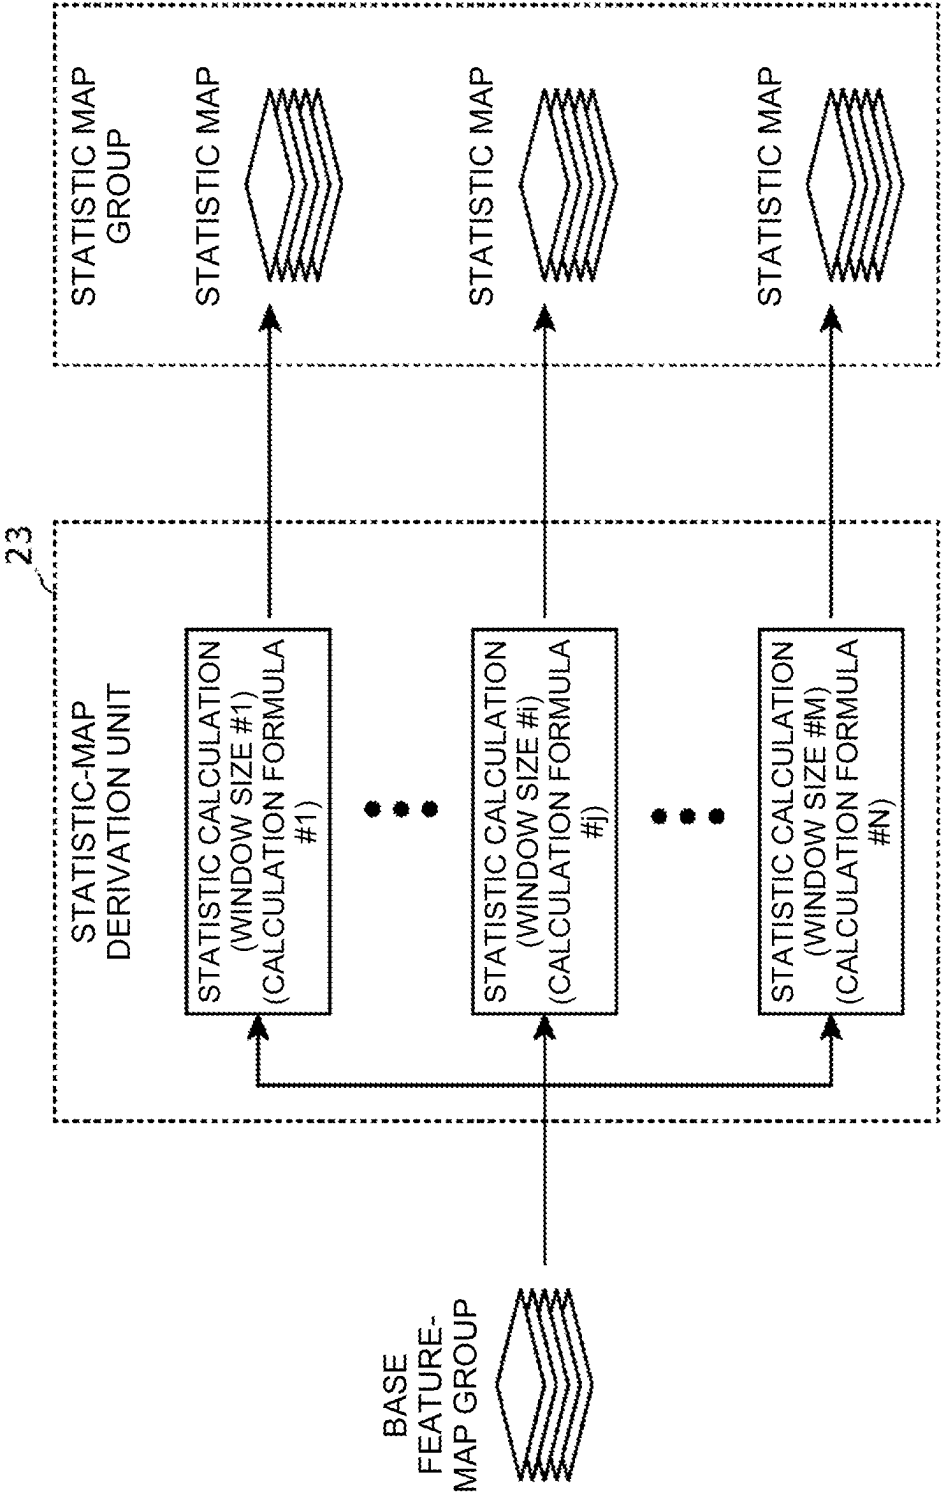 23
BASE
FEATURE-
MAP GROUP
STATISTIC-MAP
DERIVATION UNIT
STATISTIC CALCULATION
(WINDOW SIZE #1)
(CALCULATION FORMULA
#1)
STATISTIC CALCULATION
(WINDOW SIZE #i)
(CALCULATION FORMULA
#j)
STATISTIC CALCULATION
(WINDOW SIZE #M)
(CALCULATION FORMULA
#N)
STATISTIC MAP
GROUP
STATISTIC MAP
STATISTIC MAP
STATISTIC MAP